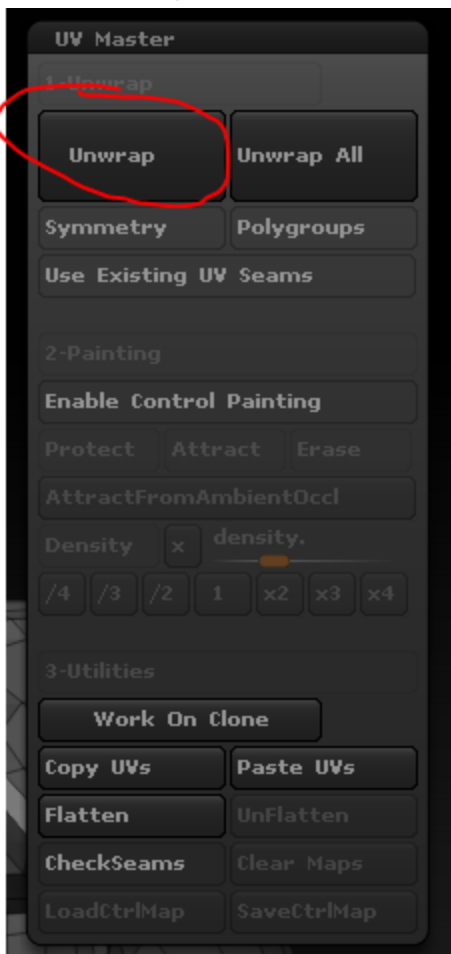 UV Master
1-Unwrap
Unwrap Unwrap All
Symmetry Polygroups
Use Existing UV Seams
2-Painting
Enable Control Painting
Protect Attract Erase
AttractFromAmbientOccl
Density x density.
/4 /3 /2 1 x2 x3 x4
3-Utilities
Work On Clone
Copy UVs Paste UVs
Flatten UnFlatten
CheckSeams Clear Maps
LoadCtrlMap SaveCtrlMap